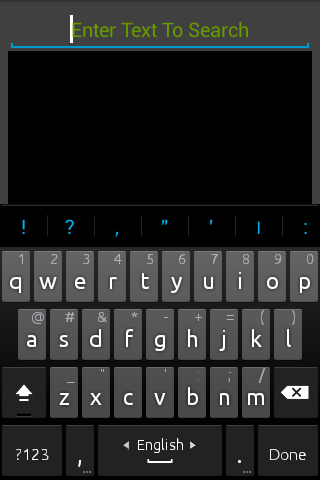 Enter Text To Search
! ? , " ' । :
1 2 3 4 5 6 7 8 9 0
q w e r t y u i o p
@ # & * - + = ( )
a s d f g h j k l
_ " ' : ; /
z x c v b n m
?123 , ... English . ... Done